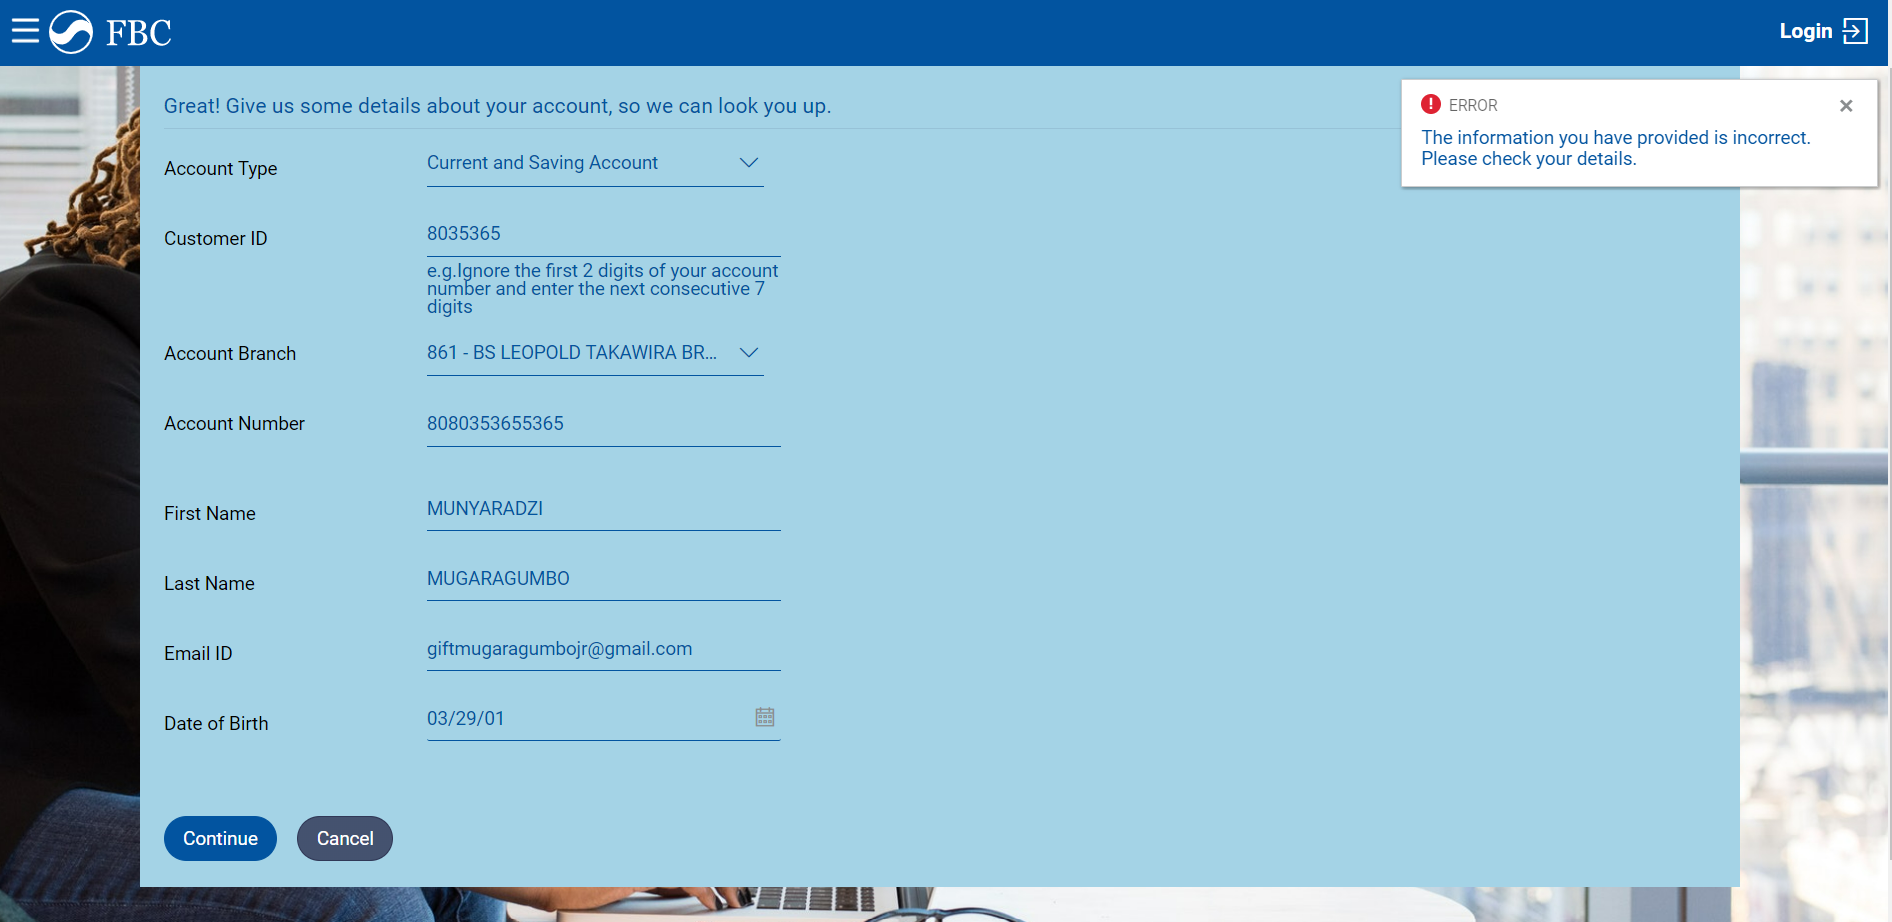 FBC
Login
Great! Give us some details about your account, so we can look you up.
ERROR
The information you have provided is incorrect.
Please check your details.
Account Type
Current and Saving Account
Customer ID
8035365
e.g.Ignore the first 2 digits of your account
number and enter the next consecutive 7
digits
Account Branch
861 - BS LEOPOLD TAKAWIRA BR...
Account Number
8080353655365
First Name
MUNYARADZI
Last Name
MUGARAGUMBO
Email ID
giftmugaragumbojr@gmail.com
Date of Birth
03/29/01
Continue
Cancel